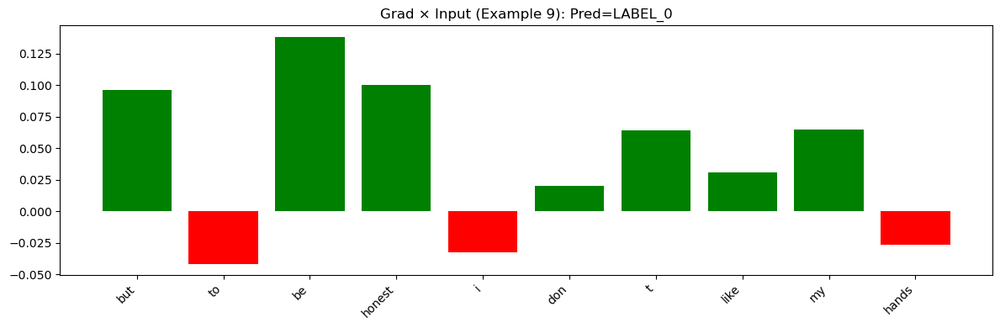 Grad × Input (Example 9): Pred=LABEL_0
0.125
0.100
0.075
0.050
0.025
0.000
−0.025
−0.050
but
to
be
honest
i
don
t
like
my
hands